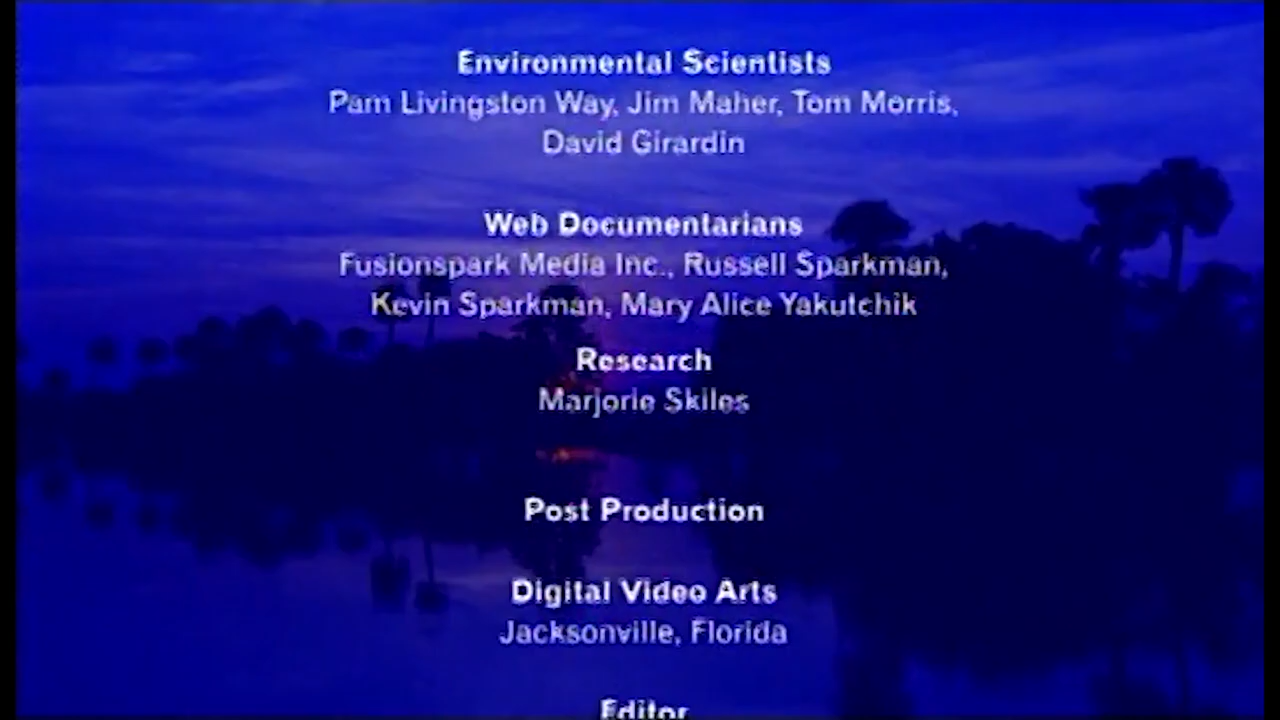 Environmental Scientists
Pam Livingston Way, Jim Maher, Tom Morris,
David Girardin
Web Documentarians
Fusionspark Media Inc., Russell Sparkman,
Kevin Sparkman, Mary Alice Yakutchik
Research
Marjorie Skiles
Post Production
Digital Video Arts
Jacksonville, Florida
Editor